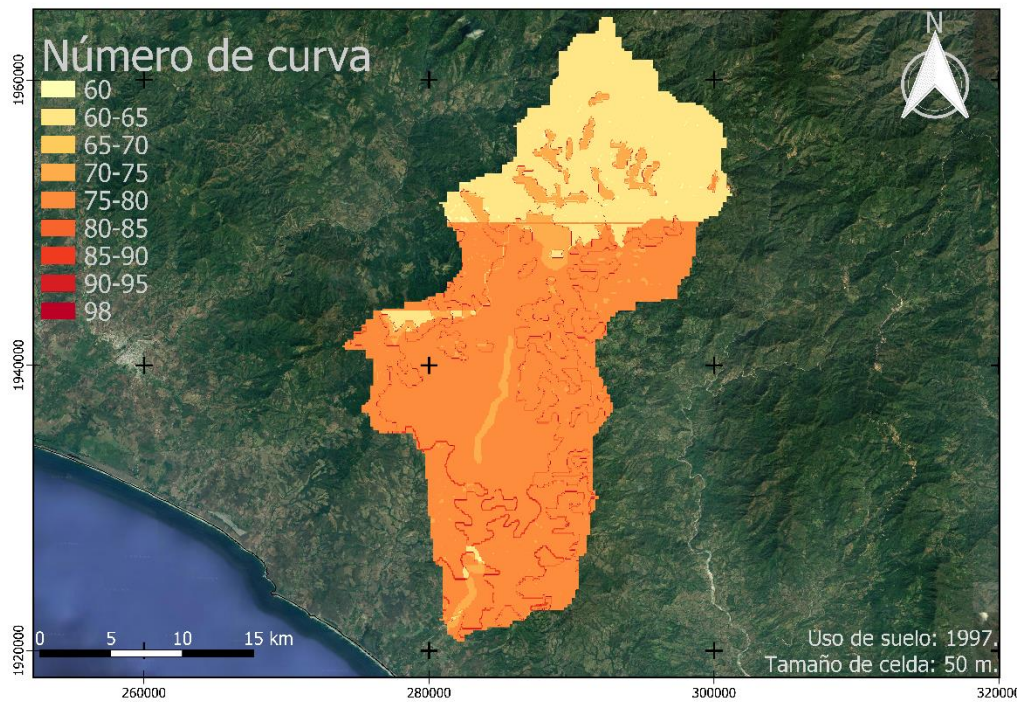 Número de curva
60
60-65
65-70
70-75
75-80
80-85
85-90
90-95
98
N
1960000
1940000
1920000
0 5 10 15 km
Uso de suelo: 1997.
Tamaño de celda: 50 m.
260000 280000 300000 320000